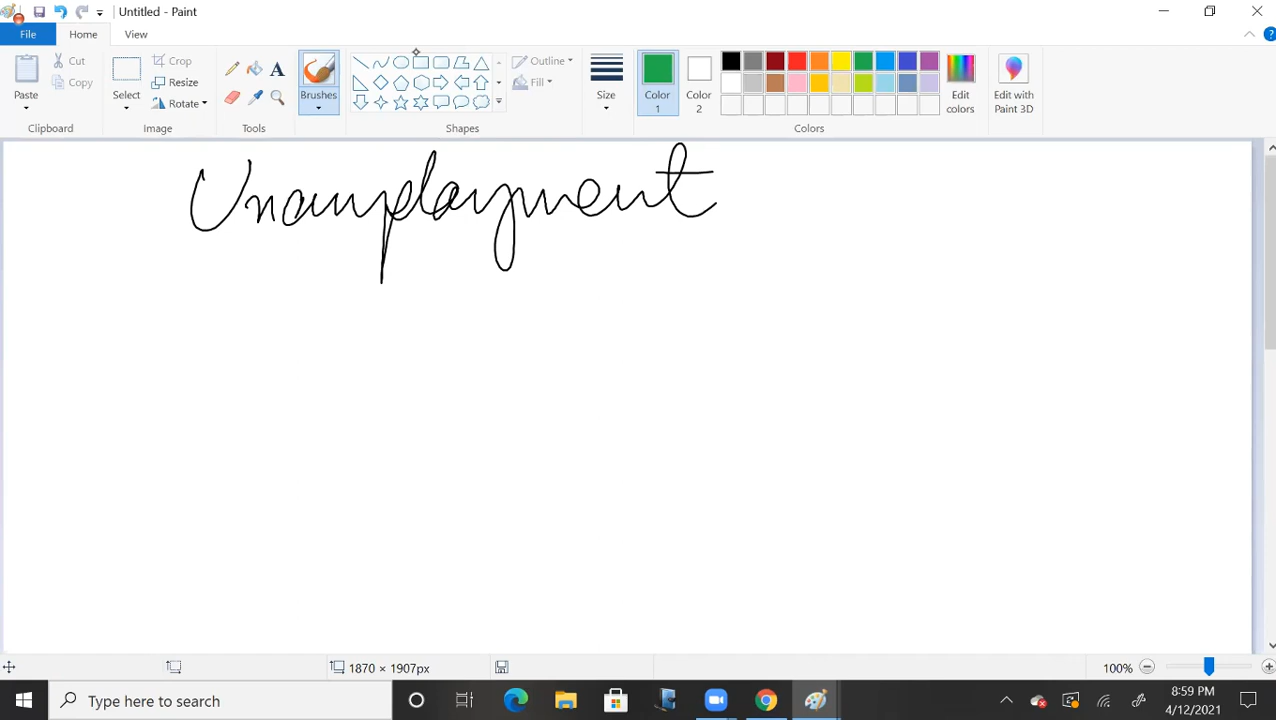 Untitled - Paint
File Home View
Paste Cut Copy Clipboard
Select Crop Resize Rotate Image
Tools
Brushes
Outline Fill Shapes
Size
Color 1 Color 2 Edit colors Edit with Paint 3D Colors
Unamployment
1870 × 1907px 100%
Type here to search
8:59 PM
4/12/2021